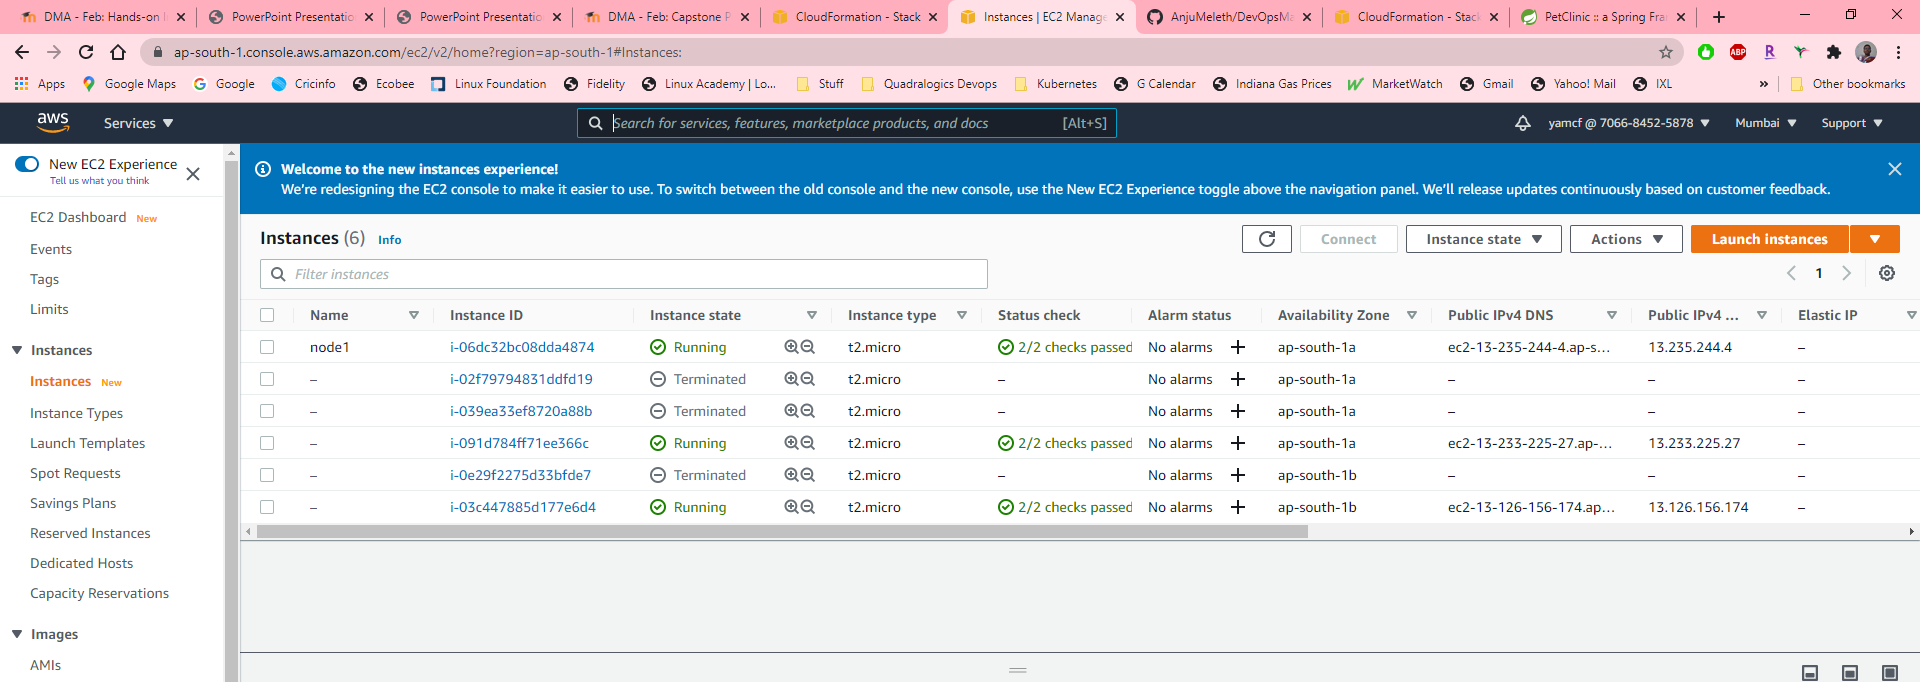 DMA - Feb: Hands-on
PowerPoint Presentatio
PowerPoint Presentatio
DMA - Feb: Capstone P
CloudFormation - Stack
Instances | EC2 Manage
AnjuMeleth/DevOpsMa
CloudFormation - Stac
PetClinic :: a Spring Fra
ap-south-1.console.aws.amazon.com/ec2/v2/home?region=ap-south-1#Instances:
Apps Google Maps Google Cricinfo Ecobee Linux Foundation Fidelity Linux Academy | Lo... Stuff Quadralogics Devops Kubernetes G Calendar Indiana Gas Prices MarketWatch Gmail Yahoo! Mail IXL » Other bookmarks
aws Services Search for services, features, marketplace products, and docs [Alt+S] yamcf @ 7066-8452-5878 Mumbai Support
New EC2 Experience
Tell us what you think
EC2 Dashboard New
Events
Tags
Limits
Instances
Instances New
Instance Types
Launch Templates
Spot Requests
Savings Plans
Reserved Instances
Dedicated Hosts
Capacity Reservations
Images
AMIs
Welcome to the new instances experience!
We're redesigning the EC2 console to make it easier to use. To switch between the old console and the new console, use the New EC2 Experience toggle above the navigation panel. We'll release updates continuously based on customer feedback.
Instances (6) Info
Connect Instance state Actions Launch instances
Filter instances
1
Name Instance ID Instance state Instance type Status check Alarm status Availability Zone Public IPv4 DNS Public IPv4 ... Elastic IP
node1 i-06dc32bc08dda4874 Running t2.micro 2/2 checks passed No alarms + ap-south-1a ec2-13-235-244-4.ap-s... 13.235.244.4 –
– i-02f79794831ddfd19 Terminated t2.micro – No alarms + ap-south-1a – – –
– i-039ea33ef8720a88b Terminated t2.micro – No alarms + ap-south-1a – – –
– i-091d784ff71ee366c Running t2.micro 2/2 checks passed No alarms + ap-south-1a ec2-13-233-225-27.ap-... 13.233.225.27 –
– i-0e29f2275d33bfde7 Terminated t2.micro – No alarms + ap-south-1b – – –
– i-03c447885d177e6d4 Running t2.micro 2/2 checks passed No alarms + ap-south-1b ec2-13-126-156-174.ap... 13.126.156.174 –